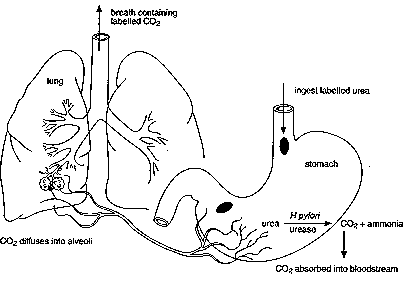 breath containing
labelled CO2
lung
ingest labelled urea
stomach
urea
H pylori
urease
CO2 + ammonia
CO2 diffuses into alveoli
CO2 absorbed into bloodstream